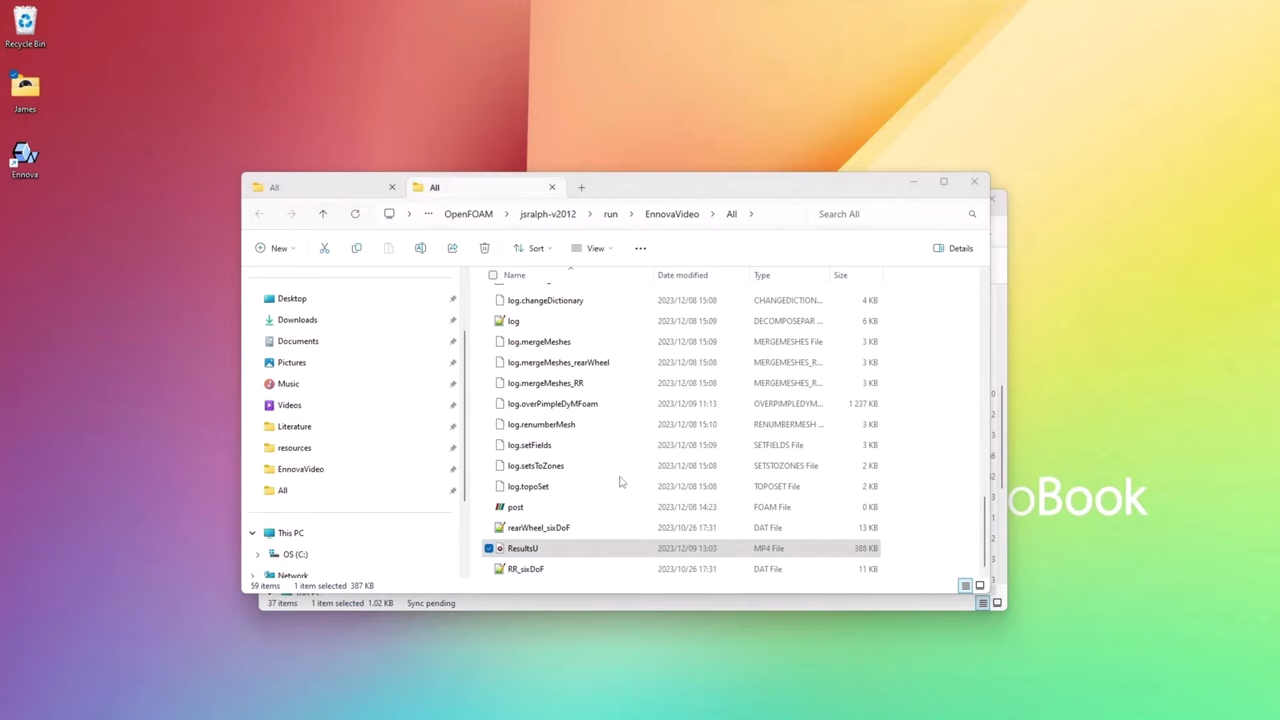 Recycle Bin
James
Ennova
All
All
OpenFOAM jsralph-v2012 run EnnovaVideo All Search All
New Sort View Details
Desktop
Downloads
Documents
Pictures
Music
Videos
Literature
resources
EnnovaVideo
All
This PC
OS (C:)
Network
Name Date modified Type Size
log.changeDictionary 2023/12/08 15:08 CHANGEDICTION... 4 KB
log 2023/12/08 15:09 DECOMPOSEPAR ... 6 KB
log.mergeMeshes 2023/12/08 15:09 MERGEMESHES File 3 KB
log.mergeMeshes_rearWheel 2023/12/08 15:08 MERGEMESHES_R... 3 KB
log.mergeMeshes_RR 2023/12/08 15:08 MERGEMESHES_R... 3 KB
log.overPimpleDyMFoam 2023/12/09 11:13 OVERPIMPLEDYM... 1 237 KB
log.renumberMesh 2023/12/08 15:10 RENUMBERMESH ... 3 KB
log.setFields 2023/12/08 15:09 SETFIELDS File 3 KB
log.setsToZones 2023/12/08 15:08 SETSTOZONES File 2 KB
log.topoSet 2023/12/08 15:08 TOPOSET File 2 KB
post 2023/12/08 14:23 FOAM File 0 KB
rearWheel_sixDoF 2023/10/26 17:31 DAT File 13 KB
ResultsU 2023/12/09 13:03 MP4 File 388 KB
RR_sixDoF 2023/10/26 17:31 DAT File 11 KB
59 items 1 item selected 387 KB
37 items 1 item selected 1.02 KB Sync pending
oBook